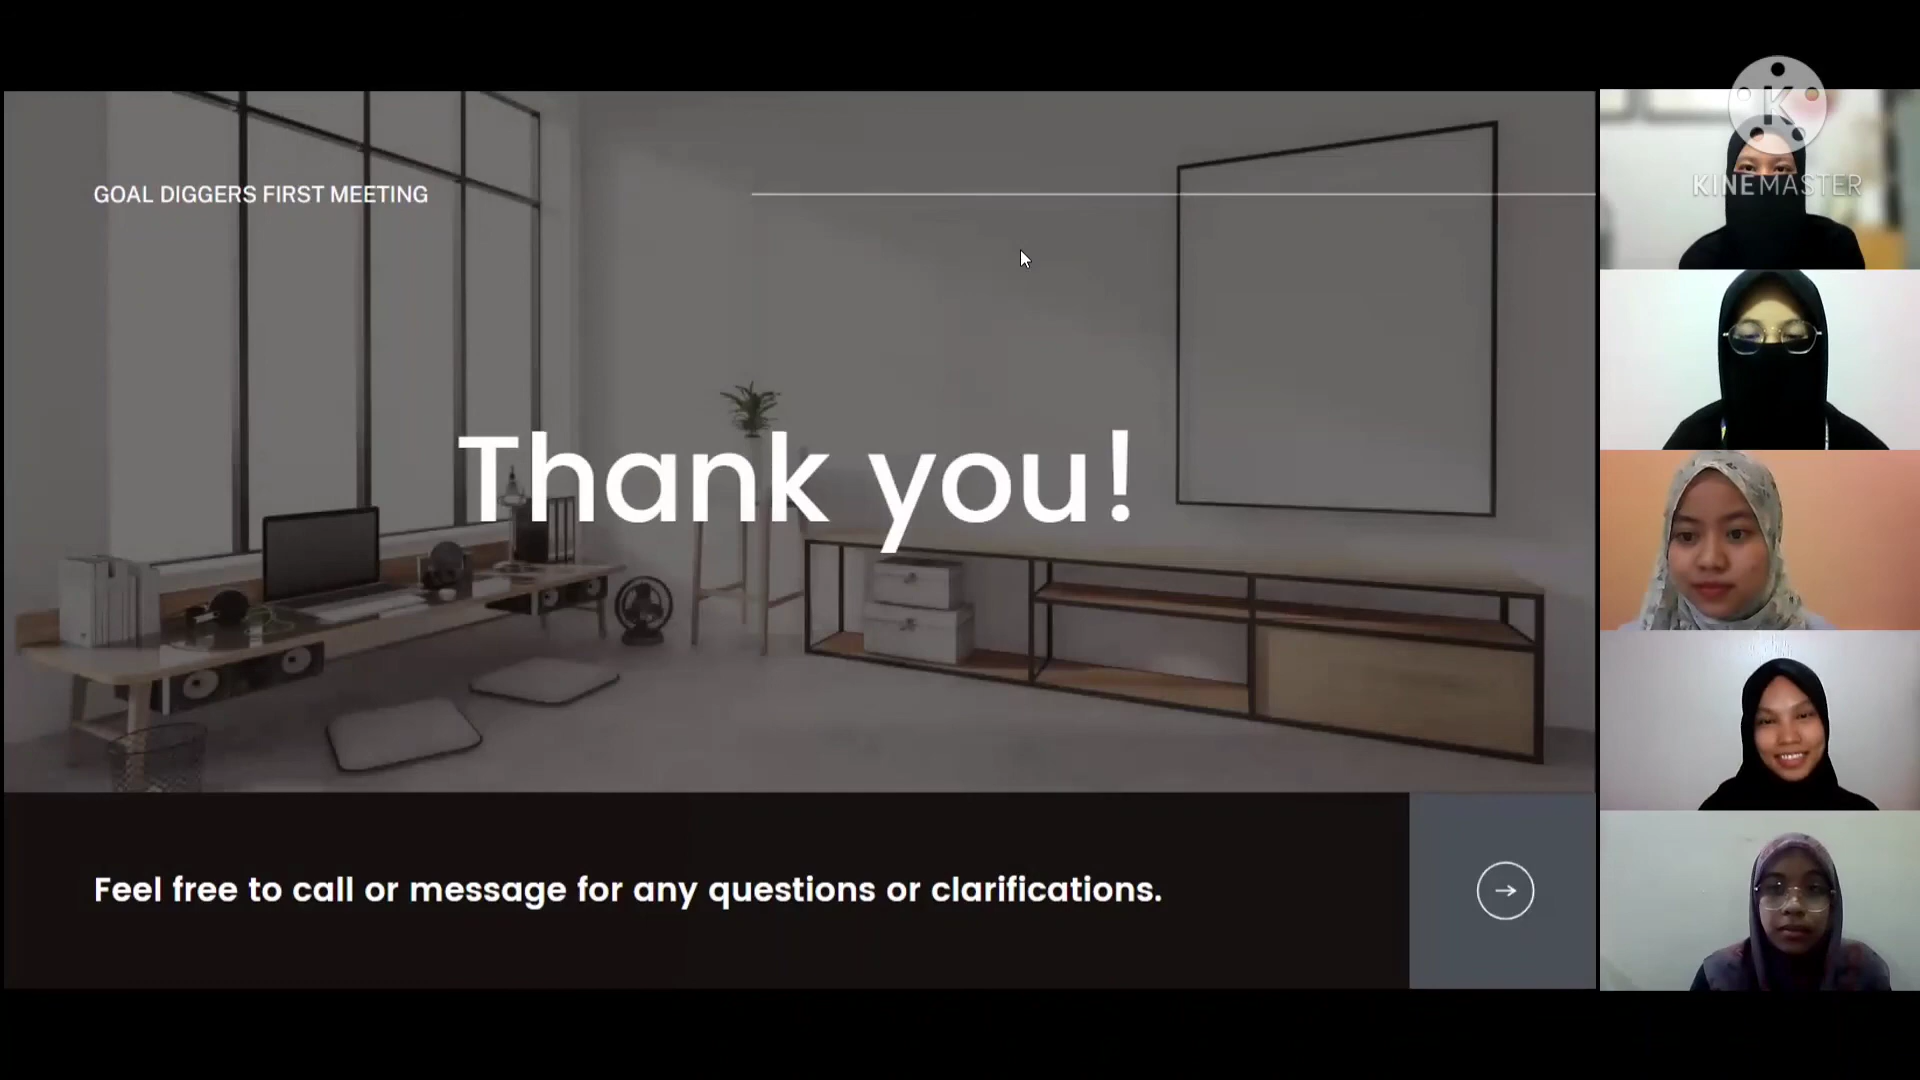 GOAL DIGGERS FIRST MEETING
KINEMASTER
Thank you!
Feel free to call or message for any questions or clarifications.